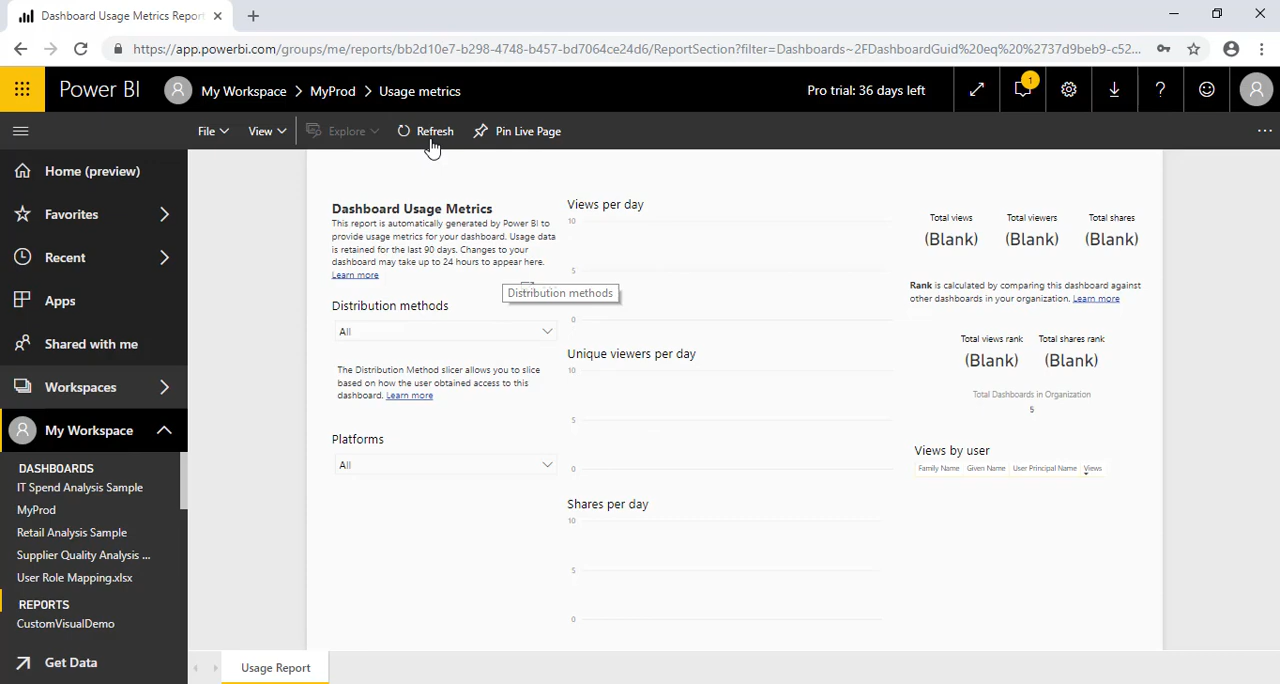 Dashboard Usage Metrics Report
https://app.powerbi.com/groups/me/reports/bb2d10e7-b298-4748-b457-bd7064ce24d6/ReportSection?filter=Dashboards~2FDashboardGuid%20eq%20%2737d9beb9-c52...
Power BI
My Workspace > MyProd > Usage metrics
Pro trial: 36 days left
1
File
View
Explore
Refresh
Pin Live Page
Home (preview)
Favorites
Recent
Apps
Shared with me
Workspaces
My Workspace
DASHBOARDS
IT Spend Analysis Sample
MyProd
Retail Analysis Sample
Supplier Quality Analysis ...
User Role Mapping.xlsx
REPORTS
CustomVisualDemo
Get Data
Dashboard Usage Metrics
This report is automatically generated by Power BI to
provide usage metrics for your dashboard. Usage data
is retained for the last 90 days. Changes to your
dashboard may take up to 24 hours to appear here.
Learn more
Distribution methods
Distribution methods
All
The Distribution Method slicer allows you to slice
based on how the user obtained access to this
dashboard. Learn more
Platforms
All
Views per day
10
5
0
Unique viewers per day
10
5
0
Shares per day
10
5
0
Total views
Total viewers
Total shares
(Blank)
(Blank)
(Blank)
Rank is calculated by comparing this dashboard against
other dashboards in your organization. Learn more
Total views rank
Total shares rank
(Blank)
(Blank)
Total Dashboards in Organization
5
Views by user
Family Name Given Name User Principal Name Views
Usage Report